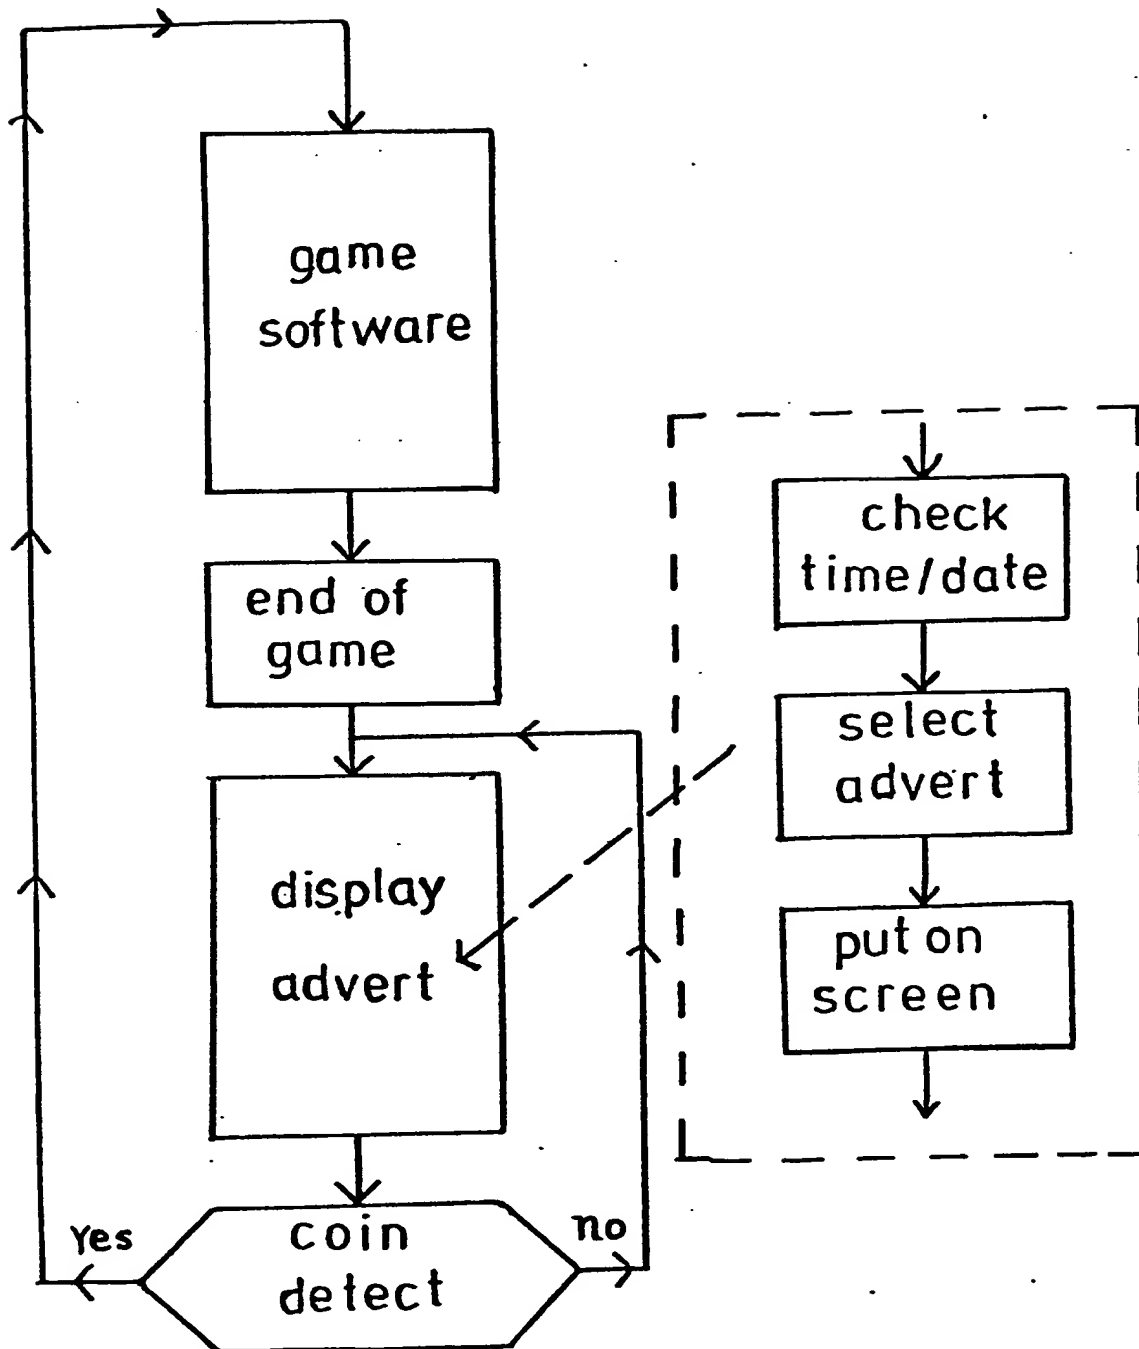 game
software
end of
game
display
advert
coin
detect
Yes
no
check
time/date
select
advert
put on
screen